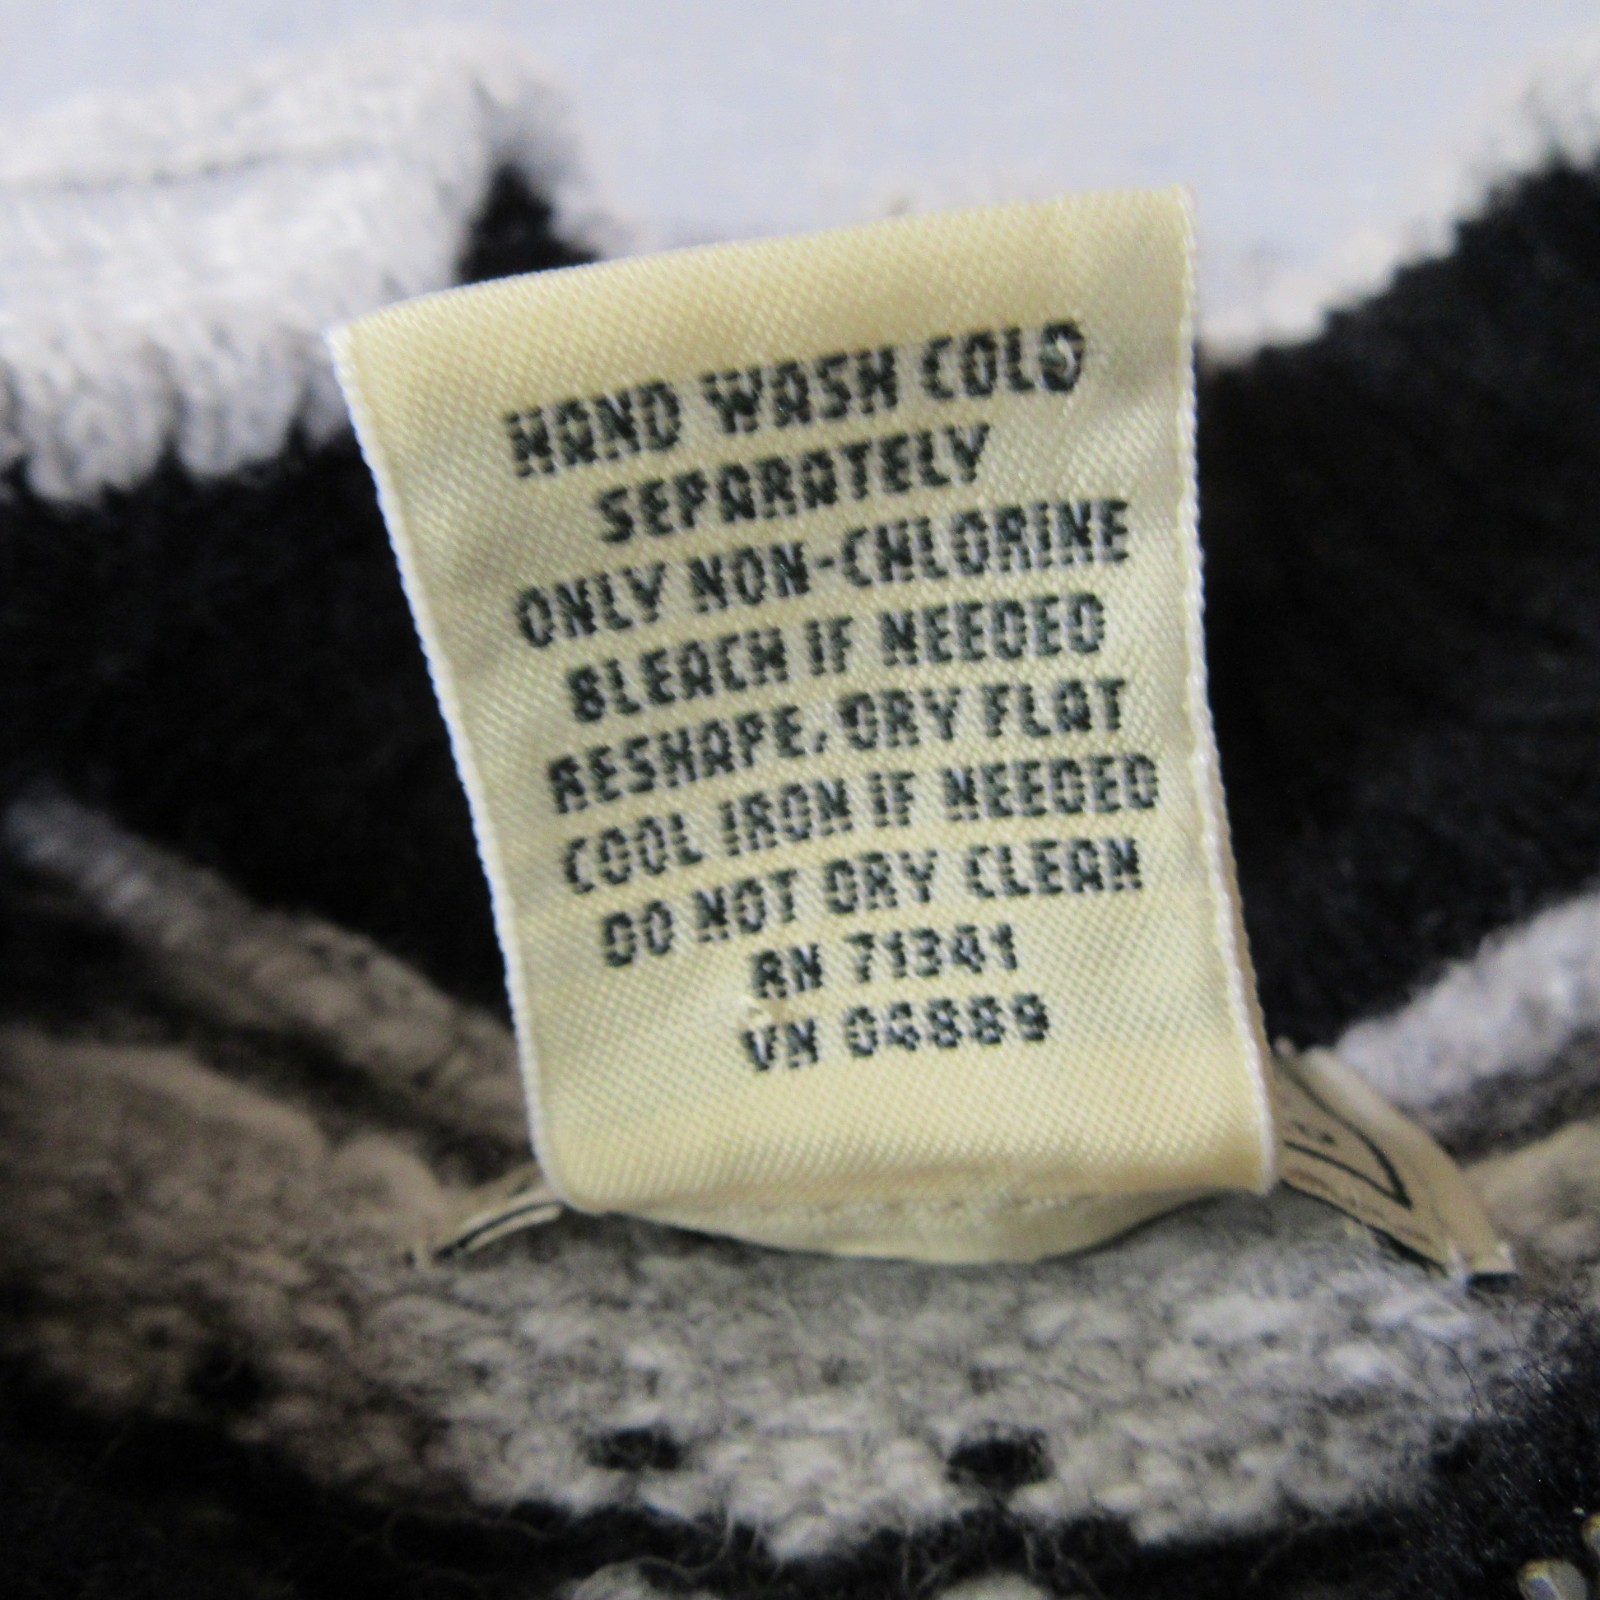 HAND WASH COLD
SEPARATELY
ONLY NON-CHLORINE
BLEACH IF NEEDED
RESHAPE, DRY FLAT
COOL IRON IF NEEDED
DO NOT DRY CLEAN
RN 71341
VN 04889